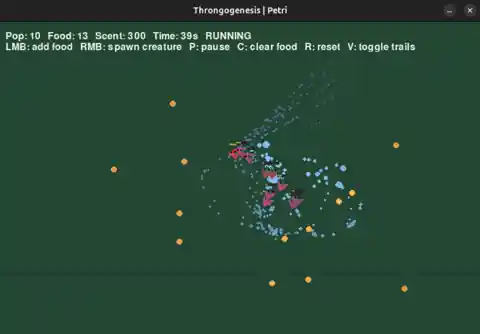 Throngogenesis | Petri
Pop: 10 Food: 13 Scent: 300 Time: 39s RUNNING
LMB: add food RMB: spawn creature P: pause C: clear food R: reset V: toggle trails